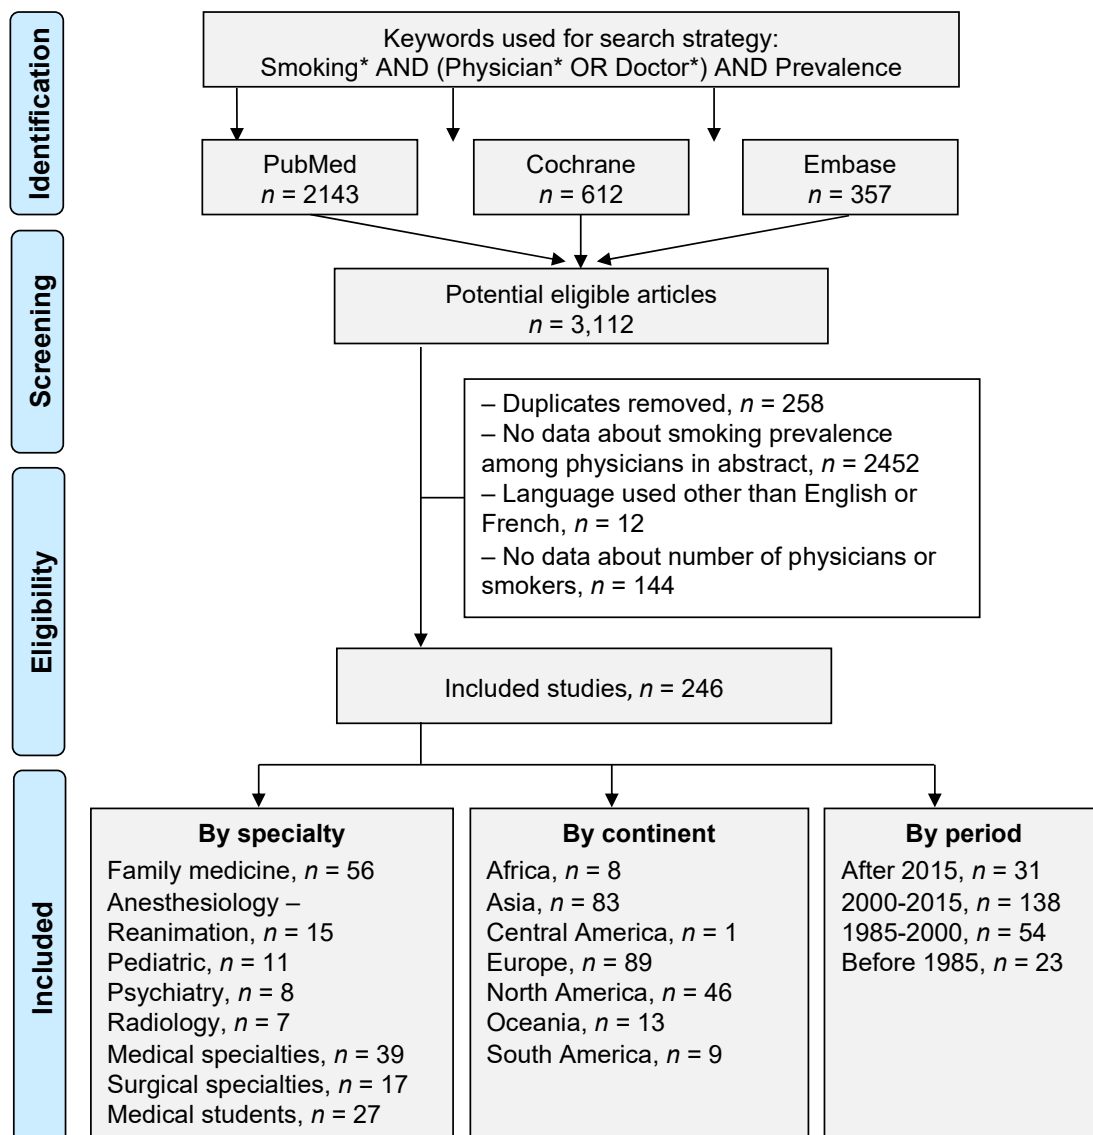 Identification
Keywords used for search strategy:
Smoking* AND (Physician* OR Doctor*) AND Prevalence
PubMed
n = 2143
Cochrane
n = 612
Embase
n = 357
Screening
Potential eligible articles
n = 3,112
– Duplicates removed, n = 258
– No data about smoking prevalence
among physicians in abstract, n = 2452
– Language used other than English or
French, n = 12
– No data about number of physicians or
smokers, n = 144
Eligibility
Included studies, n = 246
Included
By specialty
Family medicine, n = 56
Anesthesiology –
Reanimation, n = 15
Pediatric, n = 11
Psychiatry, n = 8
Radiology, n = 7
Medical specialties, n = 39
Surgical specialties, n = 17
Medical students, n = 27
By continent
Africa, n = 8
Asia, n = 83
Central America, n = 1
Europe, n = 89
North America, n = 46
Oceania, n = 13
South America, n = 9
By period
After 2015, n = 31
2000-2015, n = 138
1985-2000, n = 54
Before 1985, n = 23